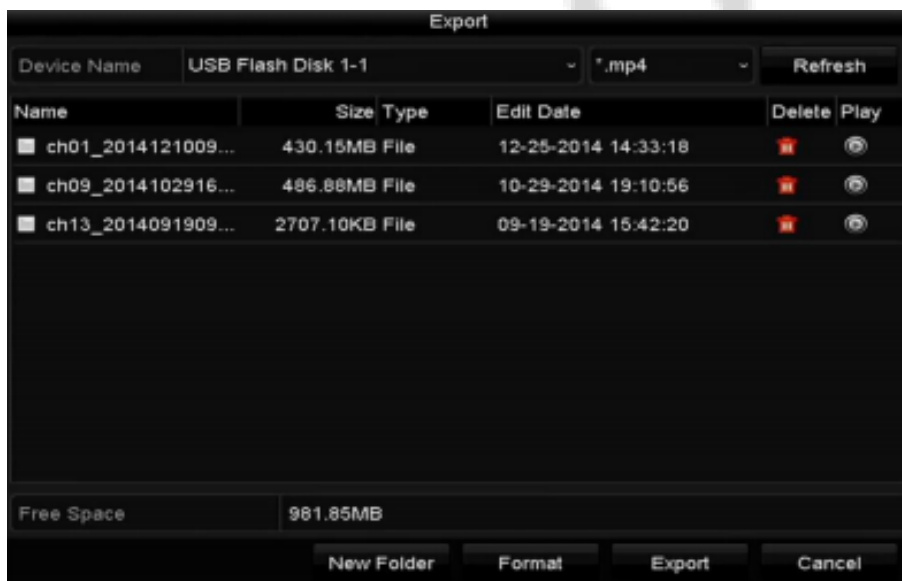 Export
Device Name USB Flash Disk 1-1 *.mp4 Refresh
Name Size Type Edit Date Delete Play
ch01_2014121009... 430.15MB File 12-25-2014 14:33:18
ch09_2014102916... 486.88MB File 10-29-2014 19:10:56
ch13_2014091909... 2707.10KB File 09-19-2014 15:42:20
Free Space 981.85MB
New Folder Format Export Cancel